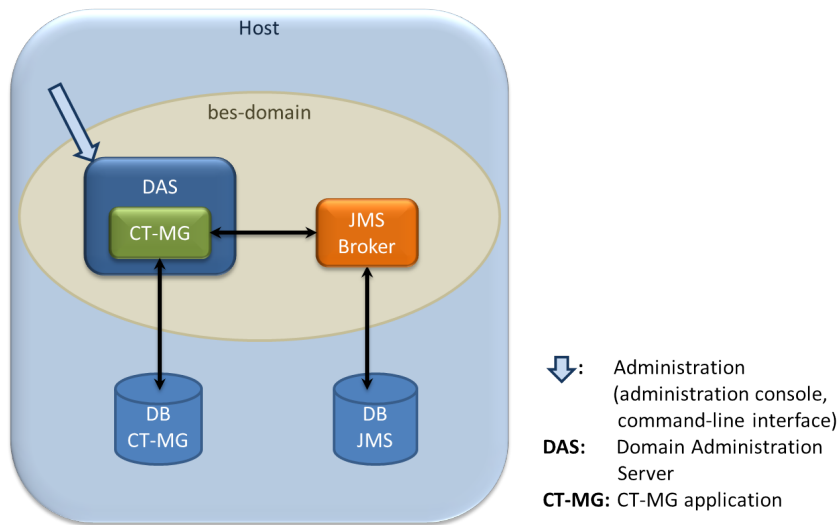 Host
bes-domain
DAS
CT-MG
JMS
Broker
DB
CT-MG
DB
JMS
: Administration
(administration console,
command-line interface)
DAS: Domain Administration
Server
CT-MG: CT-MG application